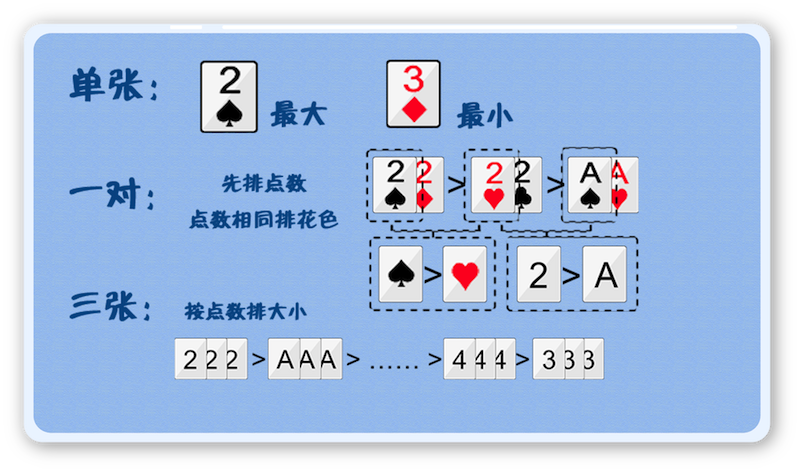 单张： 2♠ 最大 3♦ 最小
2♠ 2♦ > 2♥ 2♣ > A♠ A♥
一对： 先排点数
点数相同排花色
♠ > ♥ 2 > A
三张： 按点数排大小
2 2 2 > A A A > …… > 4 4 4 > 3 3 3